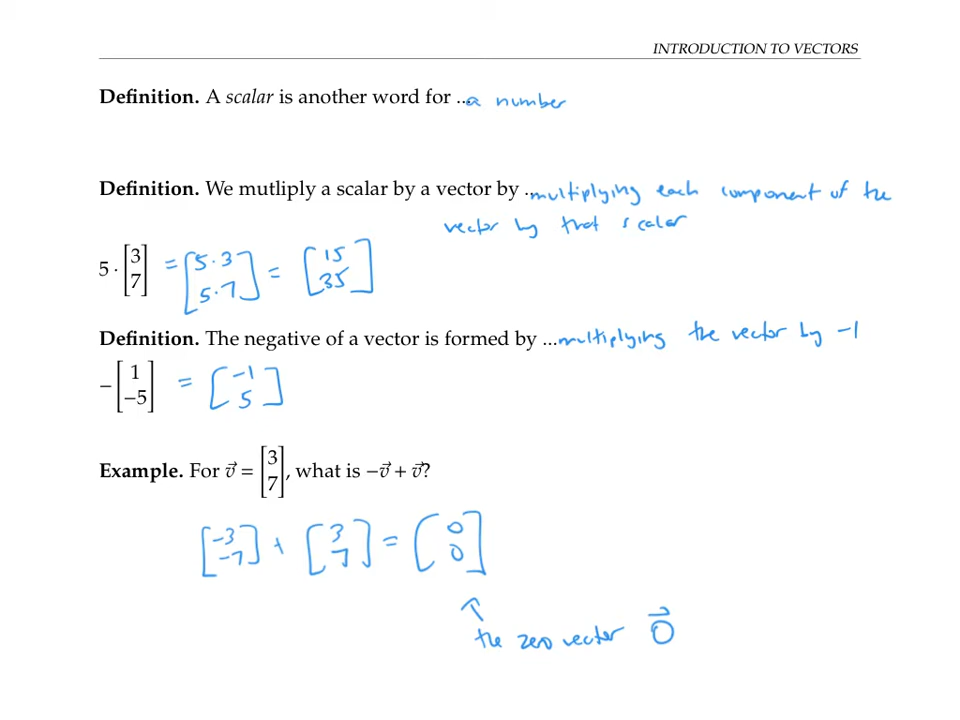 INTRODUCTION TO VECTORS
Definition. A scalar is another word for ... a number
Definition. We mutliply a scalar by a vector by ... multiplying each component of the
vector by that scalar
5 · [3 7] = [5·3 5·7] = [15 35]
Definition. The negative of a vector is formed by ... multiplying the vector by -1
−[1 −5] = [-1 5]
Example. For v⃗ = [3 7], what is −v⃗ + v⃗?
[-3 -7] + [3 7] = [0 0]
↑
the zero vector 0⃗